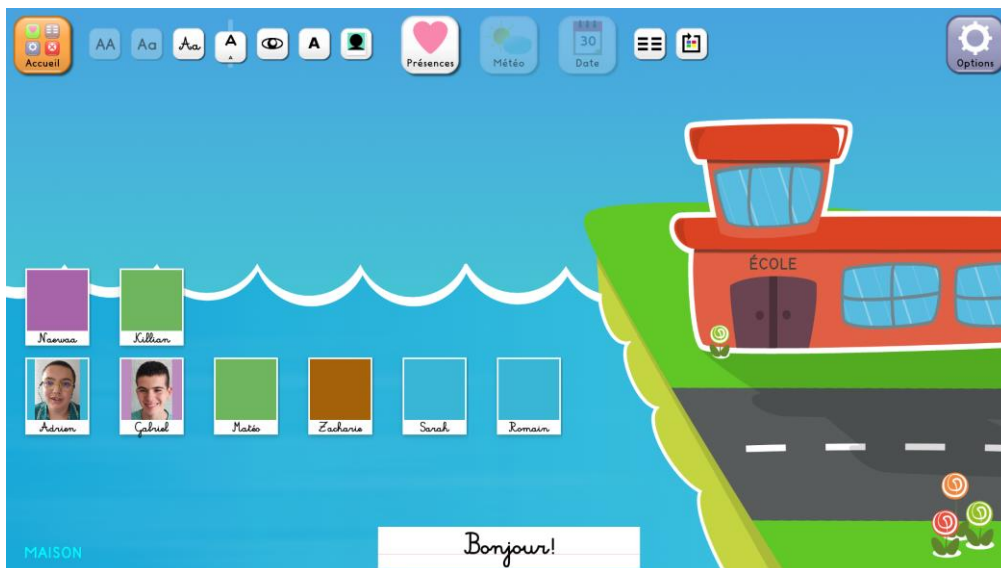 AA Aa Aa A A A
Accueil Présences Météo 30 Date Options
ÉCOLE
Naewaa Killian
Adrien Gabriel Matéo Zacharie Sarah Romain
MAISON
Bonjour!